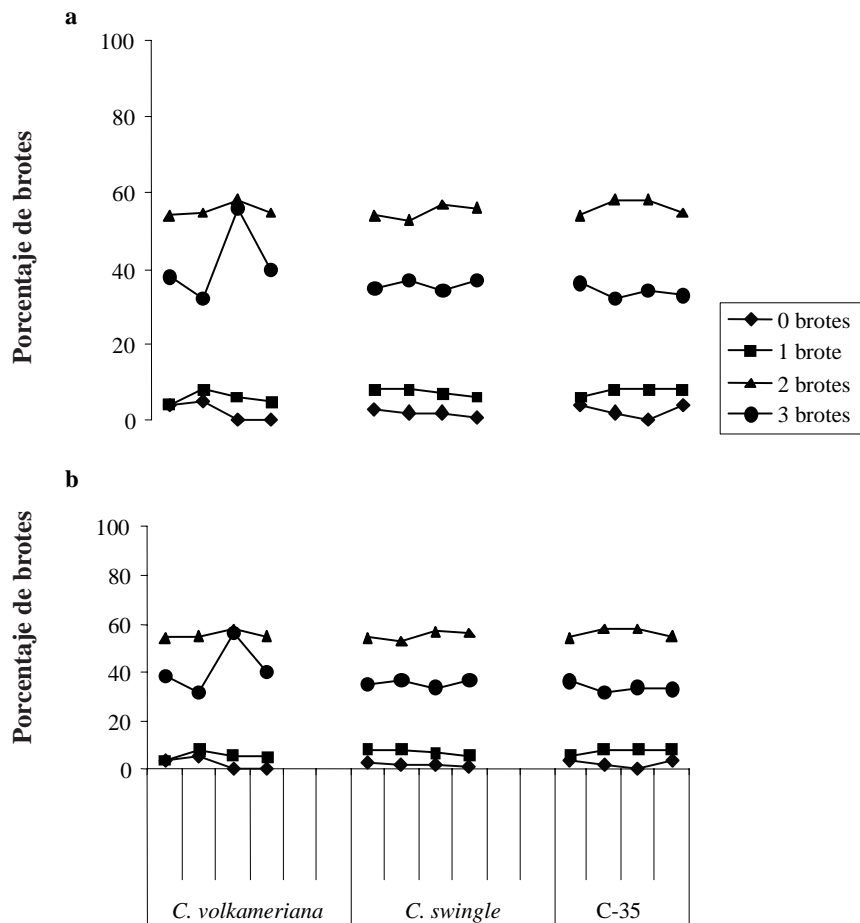 a
100
80
60
40
20
0
Porcentaje de brotes
0 brotes
1 brote
2 brotes
3 brotes
b
100
80
60
40
20
0
Porcentaje de brotes
C. volkameriana
C. swingle
C-35